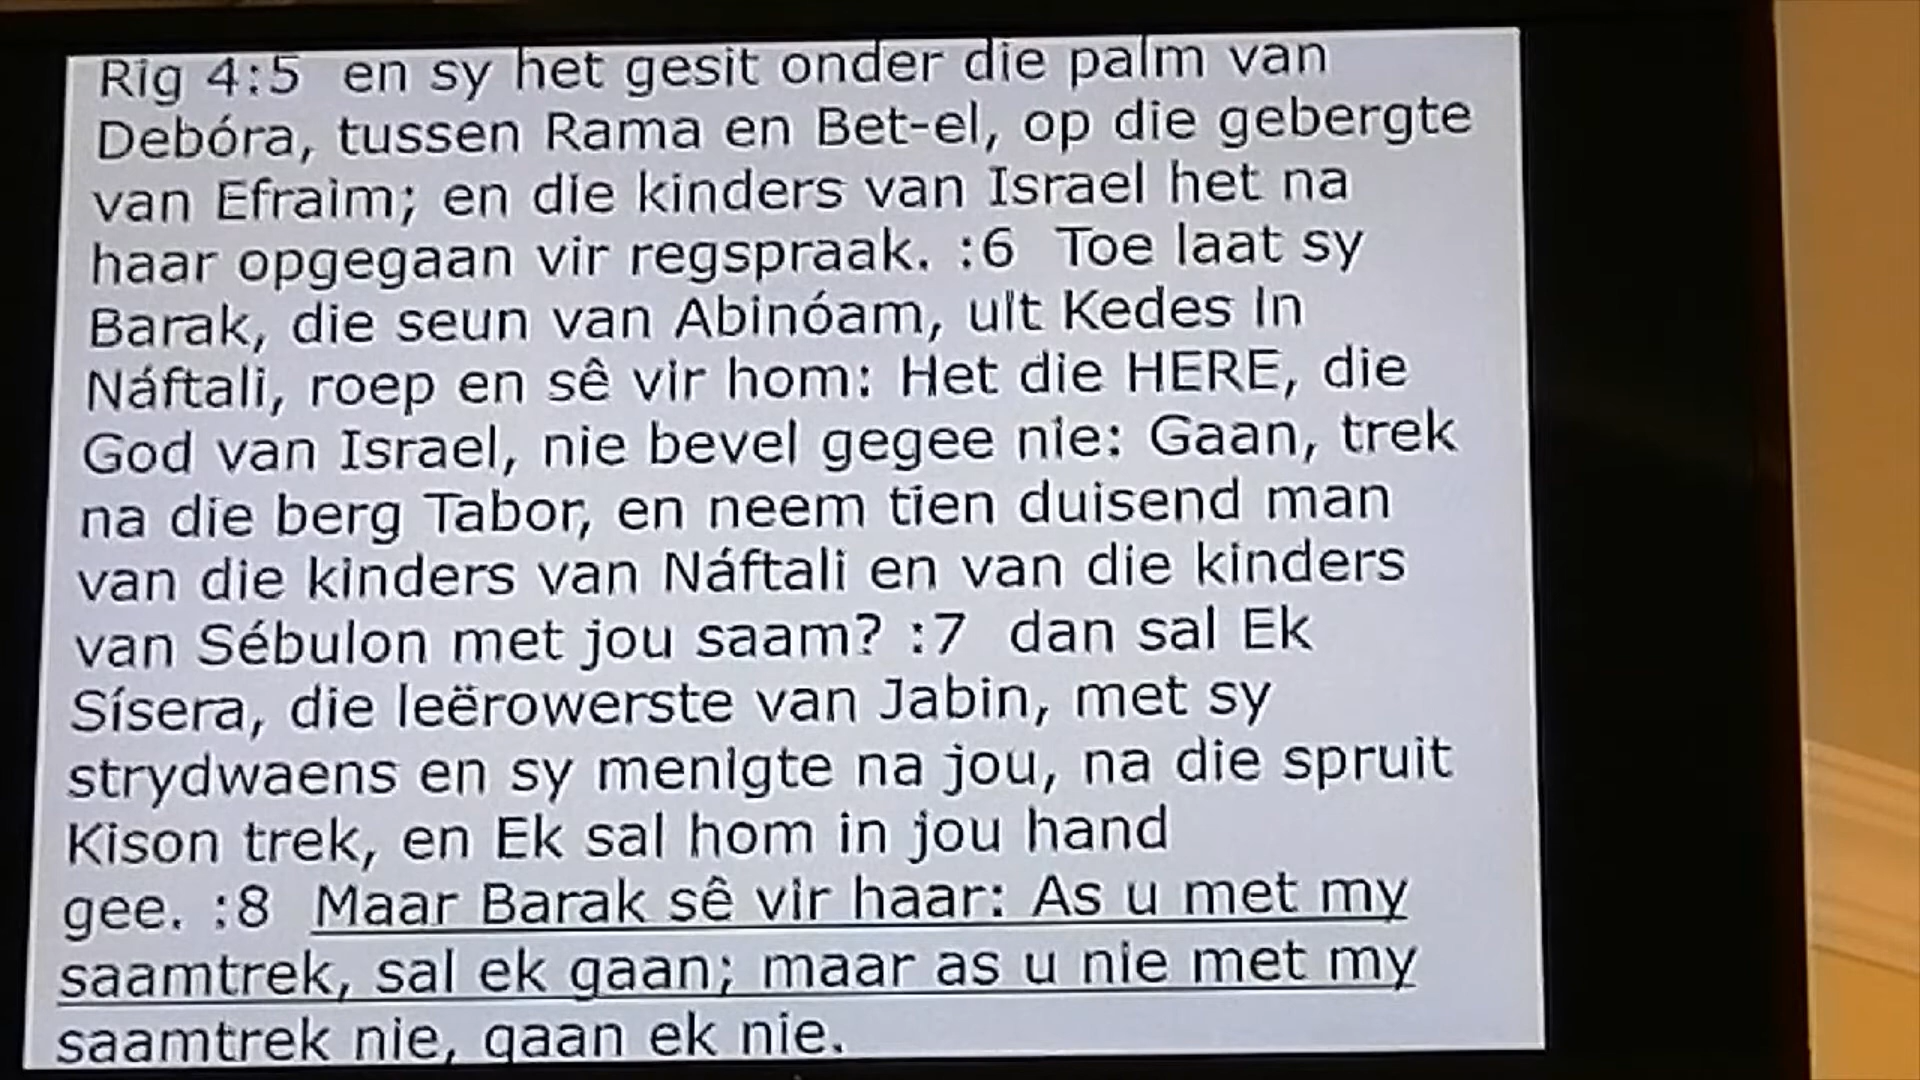 Rig 4:5 en sy het gesit onder die palm van
Debóra, tussen Rama en Bet-el, op die gebergte
van Efraim; en die kinders van Israel het na
haar opgegaan vir regspraak. :6 Toe laat sy
Barak, die seun van Abinóam, uit Kedes in
Náftali, roep en sê vir hom: Het die HERE, die
God van Israel, nie bevel gegee nie: Gaan, trek
na die berg Tabor, en neem tien duisend man
van die kinders van Náftali en van die kinders
van Sébulon met jou saam? :7 dan sal Ek
Sísera, die leërowerste van Jabin, met sy
strydwaens en sy menigte na jou, na die spruit
Kison trek, en Ek sal hom in jou hand
gee. :8 Maar Barak sê vir haar: As u met my
saamtrek, sal ek gaan; maar as u nie met my
saamtrek nie, gaan ek nie.